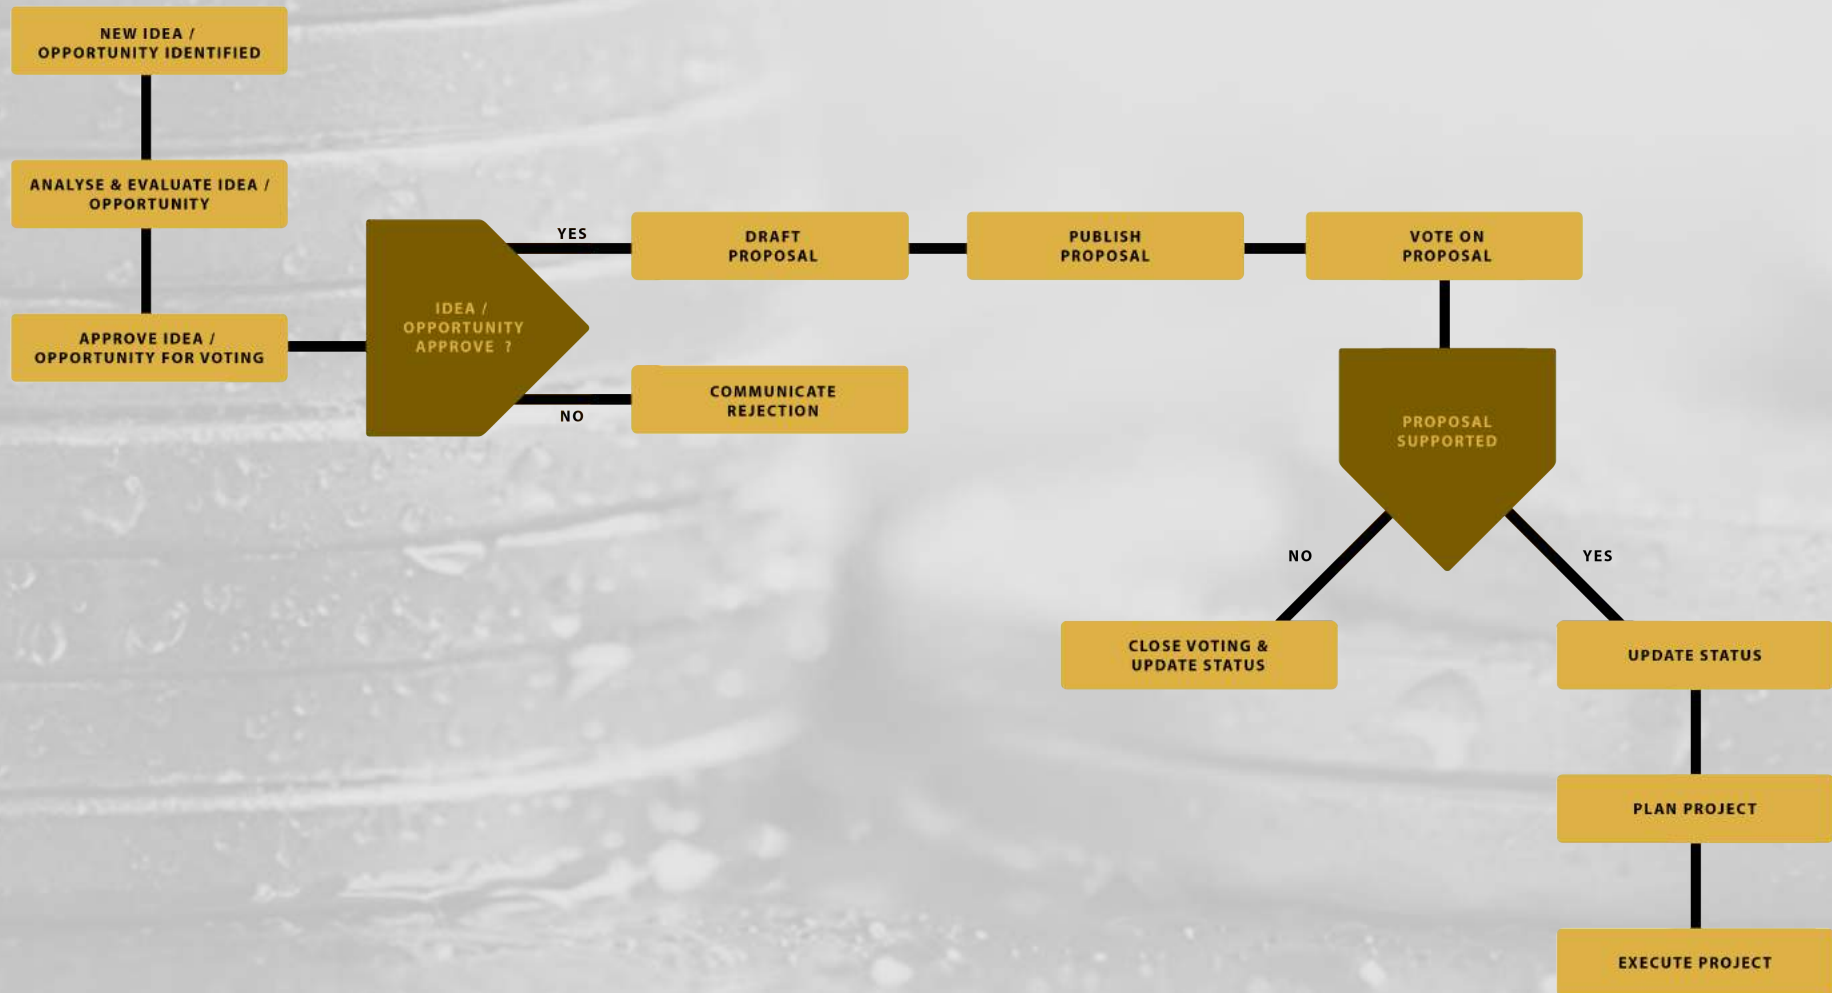 NEW IDEA /
OPPORTUNITY IDENTIFIED
ANALYSE & EVALUATE IDEA /
OPPORTUNITY
APPROVE IDEA /
OPPORTUNITY FOR VOTING
IDEA /
OPPORTUNITY
APPROVE ?
YES
NO
DRAFT
PROPOSAL
COMMUNICATE
REJECTION
PUBLISH
PROPOSAL
VOTE ON
PROPOSAL
PROPOSAL
SUPPORTED
NO
YES
CLOSE VOTING &
UPDATE STATUS
UPDATE STATUS
PLAN PROJECT
EXECUTE PROJECT